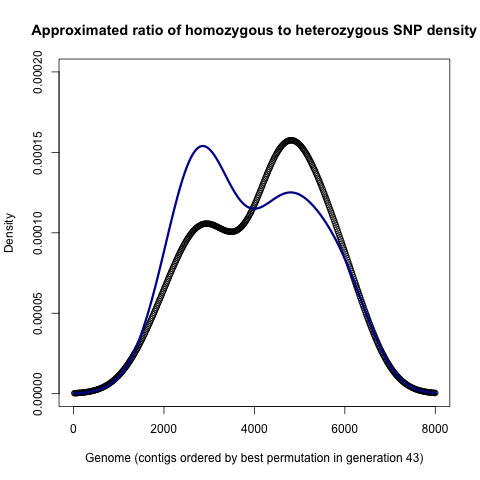 Approximated ratio of homozygous to heterozygous SNP density
0.00020
0.00015
0.00010
0.00005
0.00000
Density
0 2000 4000 6000 8000
Genome (contigs ordered by best permutation in generation 43)